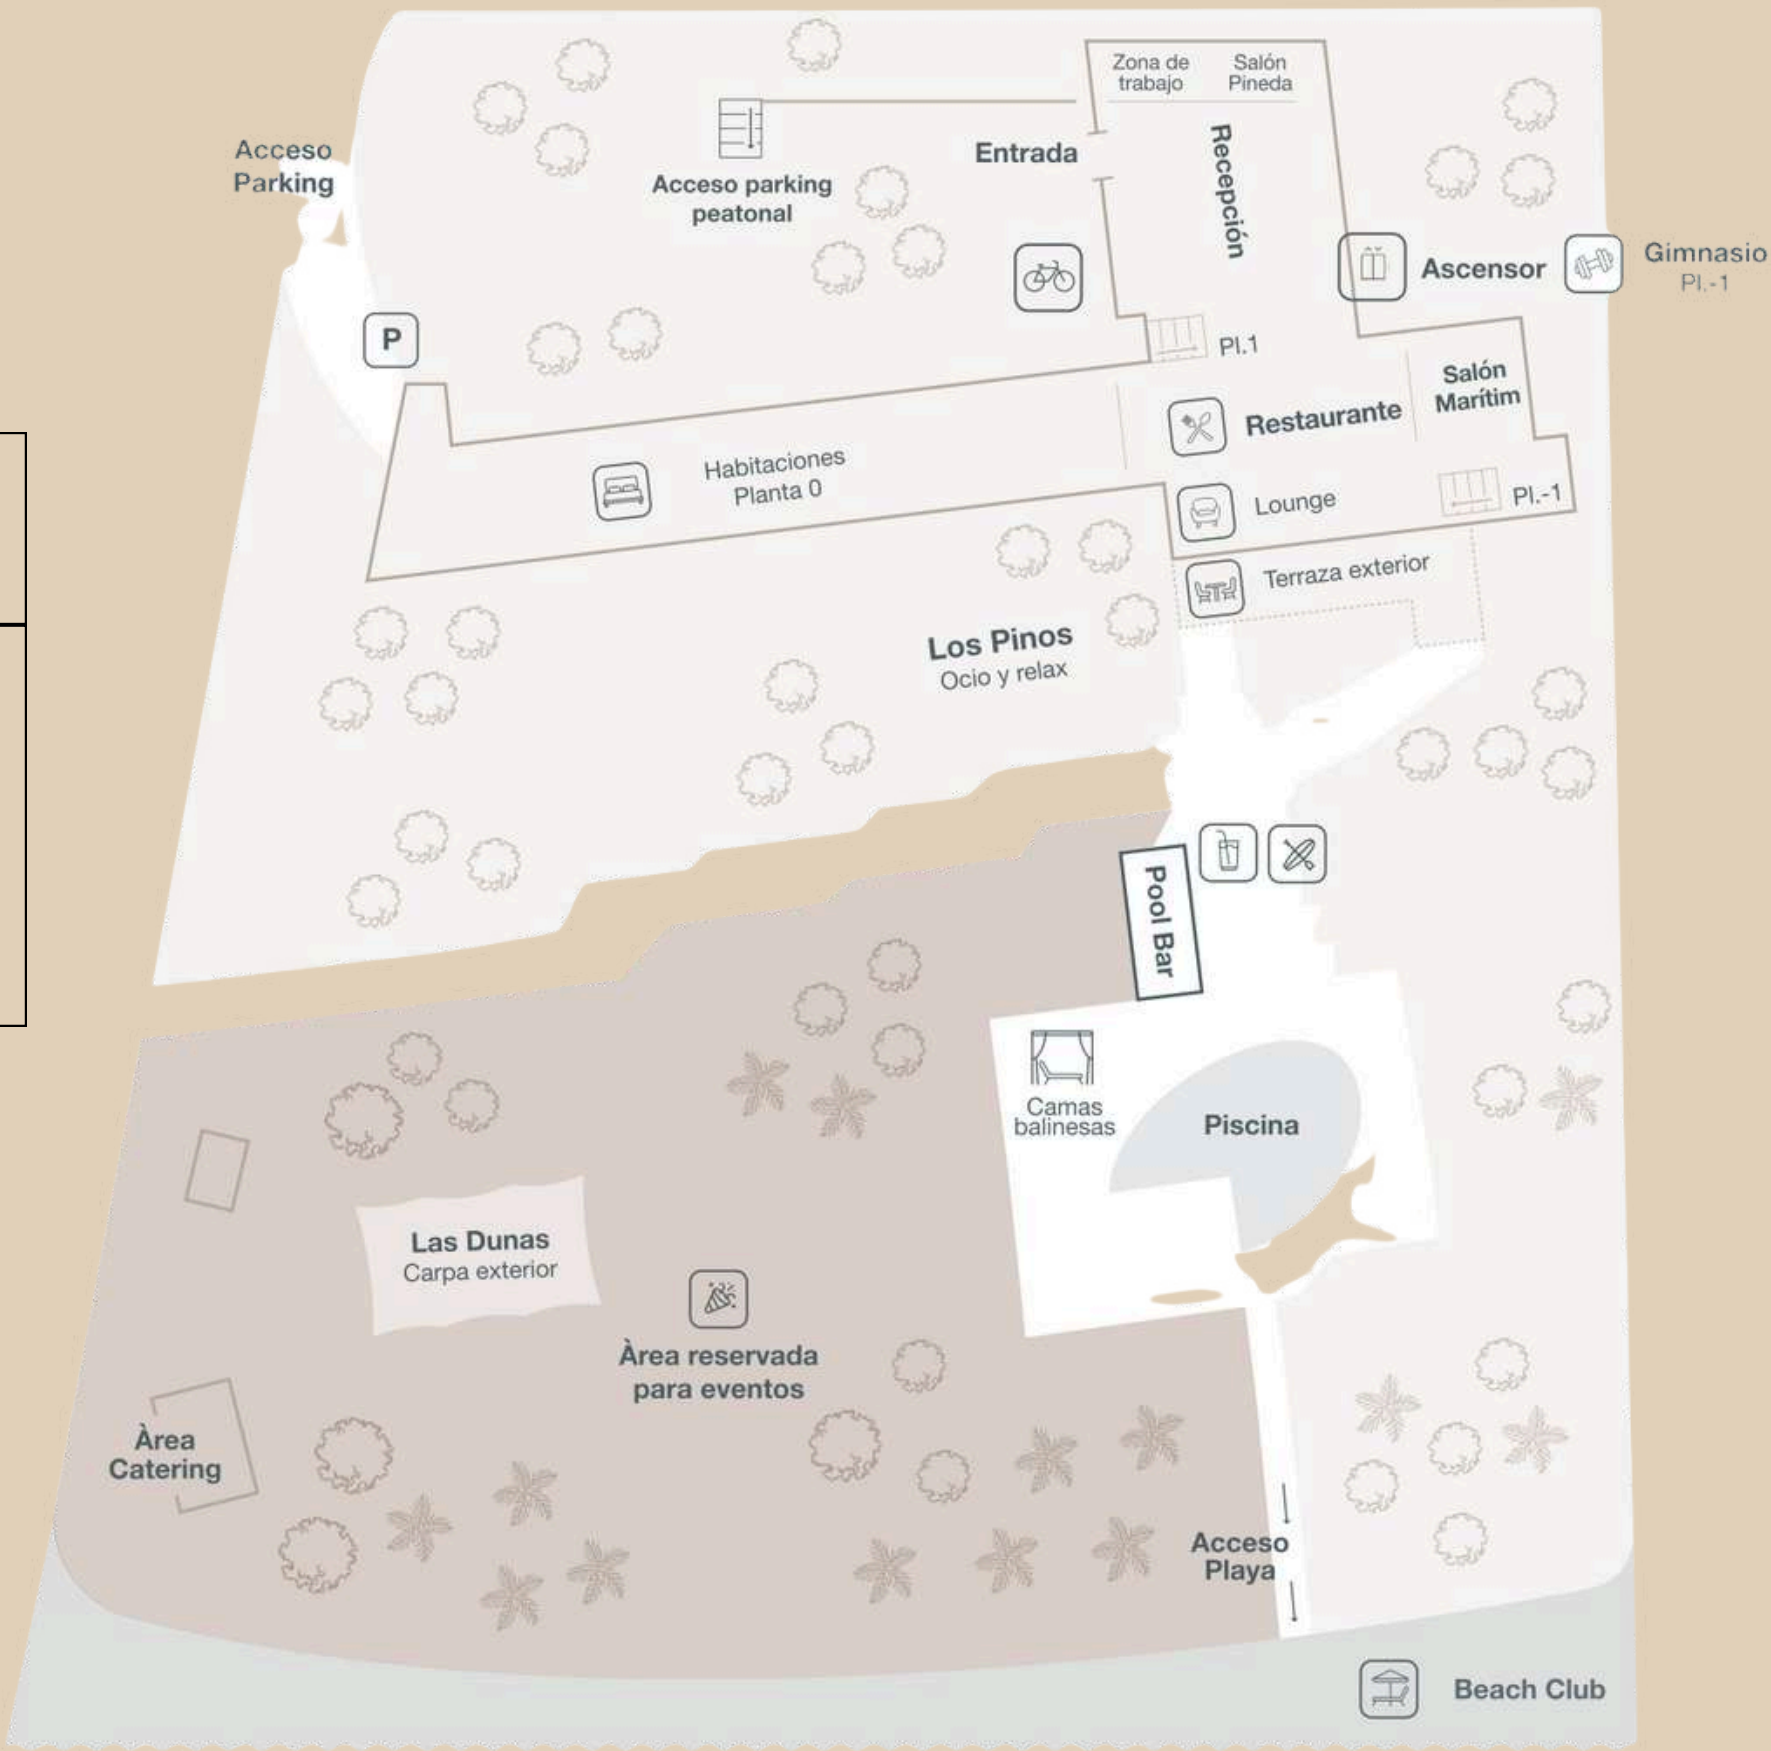 Zona de
trabajo
Salón
Pineda
Acceso
Parking
Entrada
Recepción
Acceso parking
peatonal
Ascensor
Gimnasio
Pl.-1
P
Pl.1
Salón
Marítim
Restaurante
Habitaciones
Planta 0
Lounge
Pl.-1
Terraza exterior
Los Pinos
Ocio y relax
Pool Bar
Camas
balinesas
Piscina
Las Dunas
Carpa exterior
Àrea reservada
para eventos
Àrea
Catering
Acceso
Playa
Beach Club